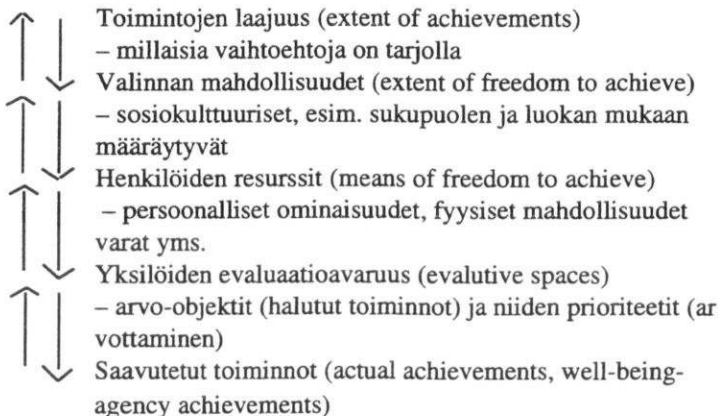 Toimintojen laajuus (extent of achievements)
– millaisia vaihtoehtoja on tarjolla
Valinnan mahdollisuudet (extent of freedom to achieve)
– sosiokulttuuriset, esim. sukupuolen ja luokan mukaan
määräytyvät
Henkilöiden resurssit (means of freedom to achieve)
– persoonalliset ominaisuudet, fyysiset mahdollisuudet
varat yms.
Yksilöiden evaluaatioavaruus (evalutive spaces)
– arvo-objektit (halutut toiminnot) ja niiden prioriteetit (ar
vottaminen)
Saavutetut toiminnot (actual achievements, well-being-
agency achievements)